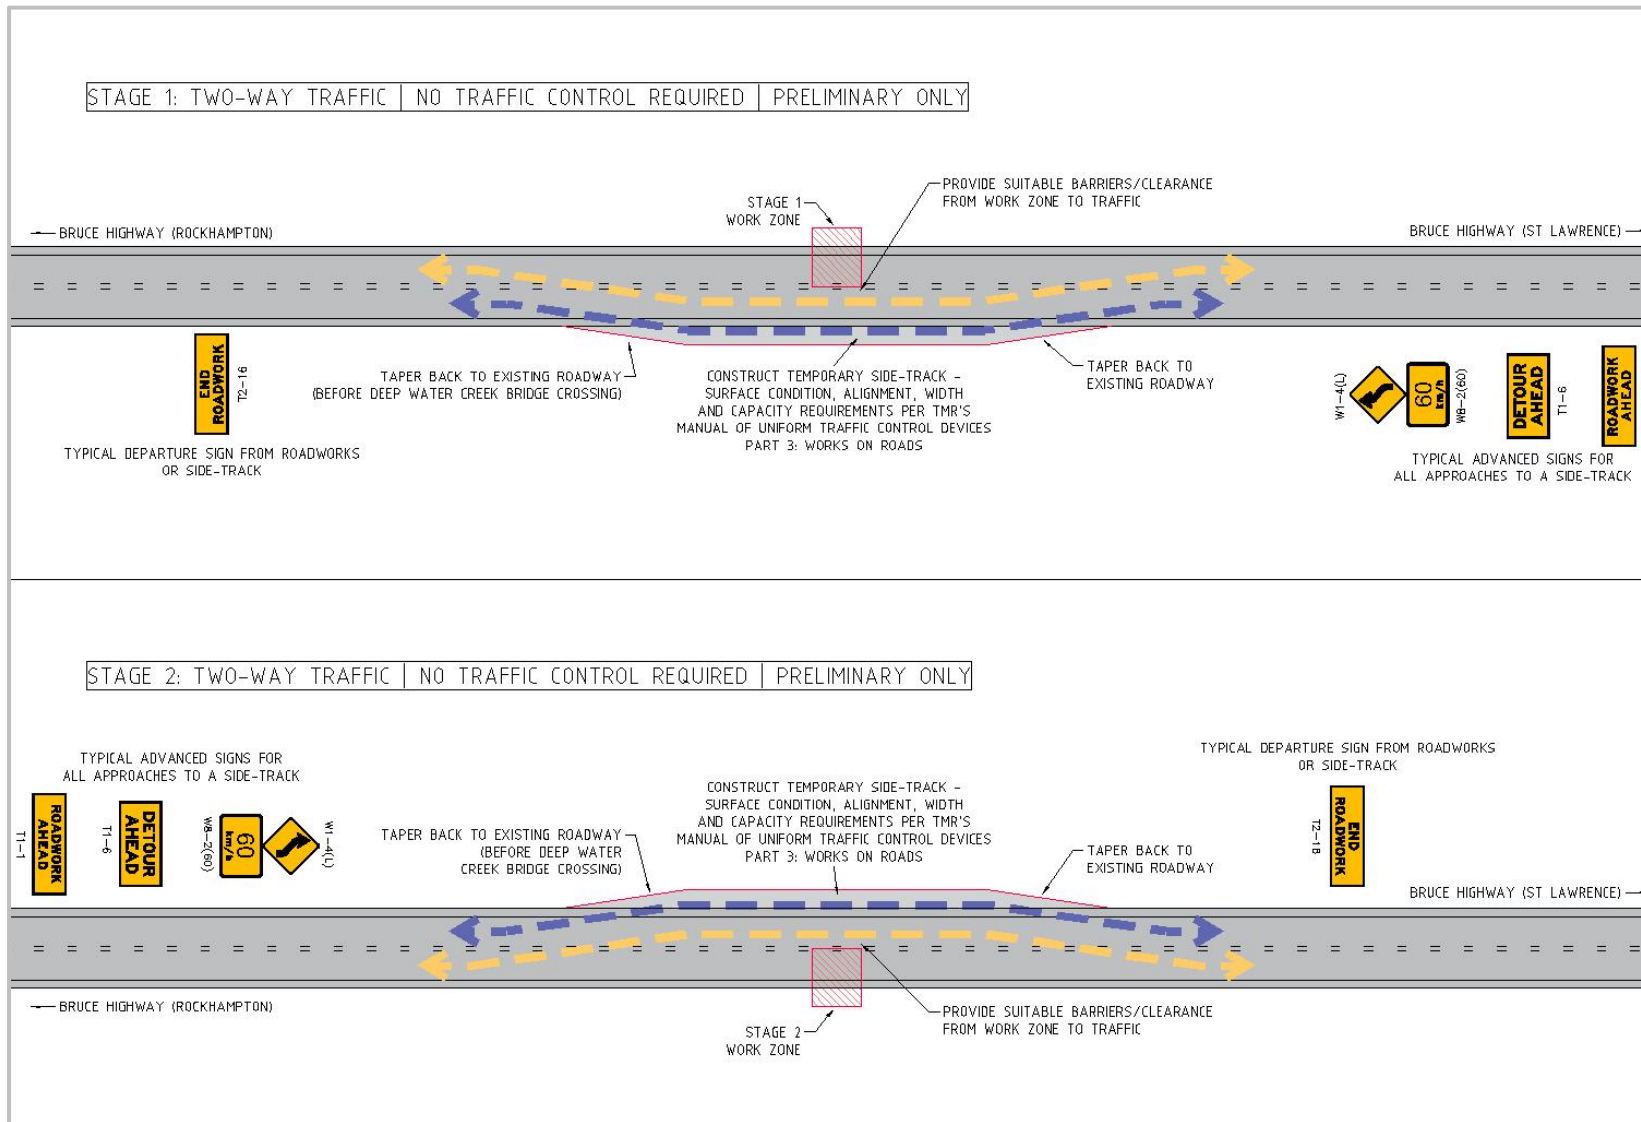 STAGE 1: TWO-WAY TRAFFIC | NO TRAFFIC CONTROL REQUIRED | PRELIMINARY ONLY
PROVIDE SUITABLE BARRIERS/CLEARANCE
FROM WORK ZONE TO TRAFFIC
STAGE 1
WORK ZONE
BRUCE HIGHWAY (ROCKHAMPTON)
BRUCE HIGHWAY (ST LAWRENCE)
END
ROADWORK
T2-16
TYPICAL DEPARTURE SIGN FROM ROADWORKS
OR SIDE-TRACK
TAPER BACK TO EXISTING ROADWAY
(BEFORE DEEP WATER CREEK BRIDGE CROSSING)
CONSTRUCT TEMPORARY SIDE-TRACK -
SURFACE CONDITION, ALIGNMENT, WIDTH
AND CAPACITY REQUIREMENTS PER TMR'S
MANUAL OF UNIFORM TRAFFIC CONTROL DEVICES
PART 3: WORKS ON ROADS
TAPER BACK TO
EXISTING ROADWAY
W1-4(L)
60
km/h
W8-2(60)
DETOUR
AHEAD
T1-6
ROADWORK
AHEAD
TYPICAL ADVANCED SIGNS FOR
ALL APPROACHES TO A SIDE-TRACK
STAGE 2: TWO-WAY TRAFFIC | NO TRAFFIC CONTROL REQUIRED | PRELIMINARY ONLY
TYPICAL ADVANCED SIGNS FOR
ALL APPROACHES TO A SIDE-TRACK
T1-1
ROADWORK
AHEAD
T1-6
DETOUR
AHEAD
W8-2(60)
60
km/h
W1-4(L)
TAPER BACK TO EXISTING ROADWAY
(BEFORE DEEP WATER
CREEK BRIDGE CROSSING)
CONSTRUCT TEMPORARY SIDE-TRACK -
SURFACE CONDITION, ALIGNMENT, WIDTH
AND CAPACITY REQUIREMENTS PER TMR'S
MANUAL OF UNIFORM TRAFFIC CONTROL DEVICES
PART 3: WORKS ON ROADS
TAPER BACK TO
EXISTING ROADWAY
TYPICAL DEPARTURE SIGN FROM ROADWORKS
OR SIDE-TRACK
T2-18
END
ROADWORK
BRUCE HIGHWAY (ST LAWRENCE)
BRUCE HIGHWAY (ROCKHAMPTON)
STAGE 2
WORK ZONE
PROVIDE SUITABLE BARRIERS/CLEARANCE
FROM WORK ZONE TO TRAFFIC